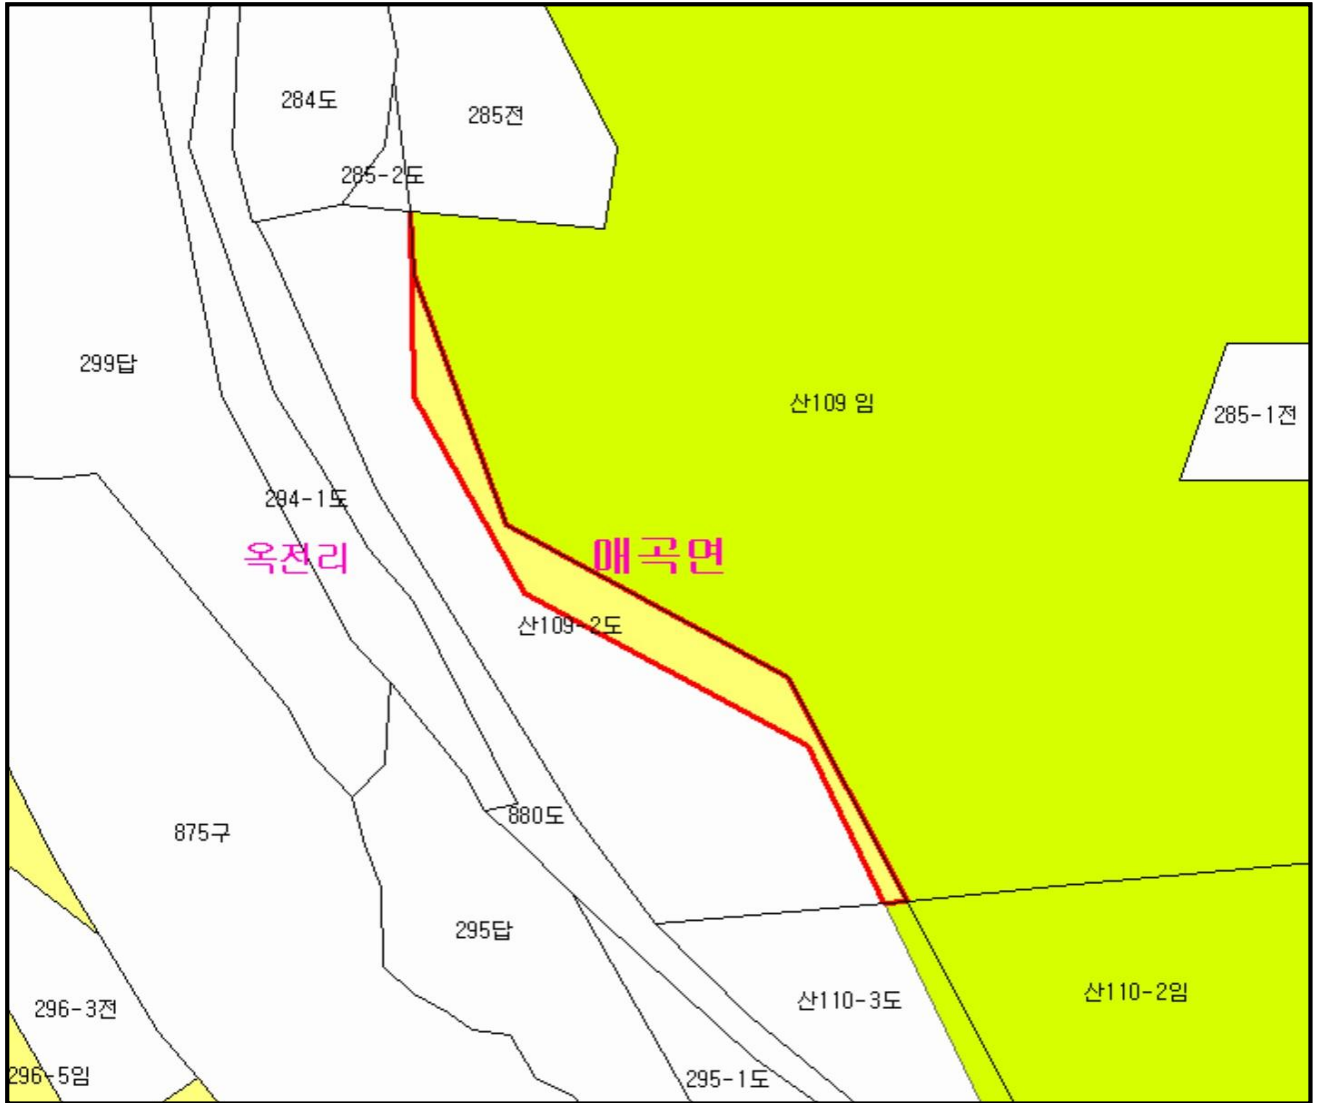 284도
285전
285-2도
299답
산109 임
285-1전
294-1도
옥전리
매곡면
산109-2도
880도
875구
295답
산110-2임
산110-3도
296-3전
296-5임
295-1도